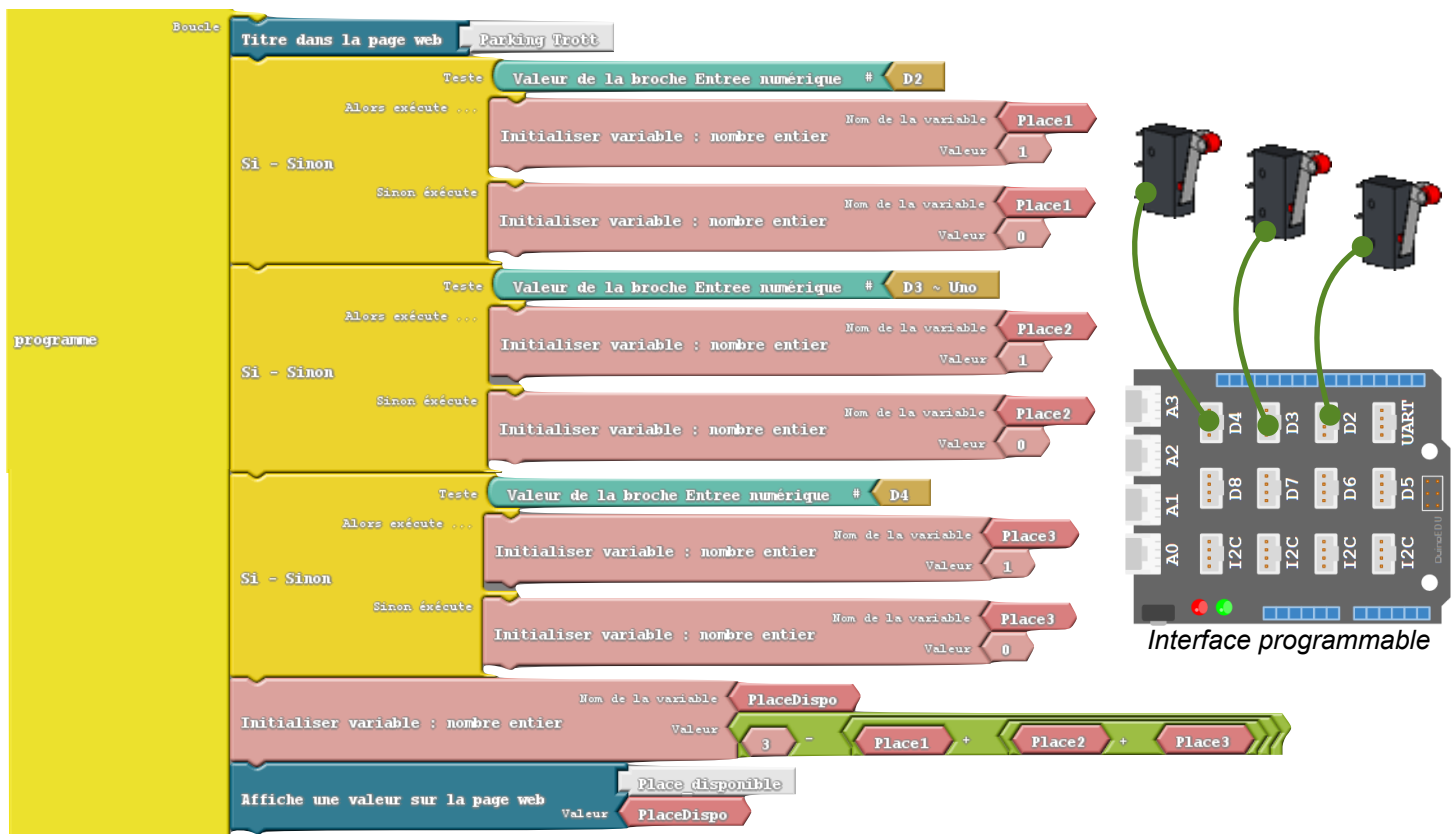 Boucle
Titre dans la page web Parking Trott
Teste Valeur de la broche Entree numérique # D2
Alors exécute ...
Nom de la variable Place1
Initialiser variable : nombre entier
Valeur 1
Si - Sinon
Sinon éxécute
Nom de la variable Place1
Initialiser variable : nombre entier
Valeur 0
Teste Valeur de la broche Entree numérique # D3 ~ Uno
Alors exécute ...
Nom de la variable Place2
programme
Initialiser variable : nombre entier
Valeur 1
Si - Sinon
Sinon éxécute
Nom de la variable Place2
Initialiser variable : nombre entier
Valeur 0
Teste Valeur de la broche Entree numérique # D4
Alors exécute ...
Nom de la variable Place3
Initialiser variable : nombre entier
Valeur 1
Si - Sinon
Sinon éxécute
Nom de la variable Place3
Initialiser variable : nombre entier
Valeur 0
Nom de la variable PlaceDispo
Initialiser variable : nombre entier
Valeur 3 - Place1 + Place2 + Place3
Place_disponible
Affiche une valeur sur la page web
Valeur PlaceDispo
A3 D4 D3 D2 UART
A2
A1 D8 D7 D6 D5
A0 I2C I2C I2C I2C
DuinoEDU
Interface programmable